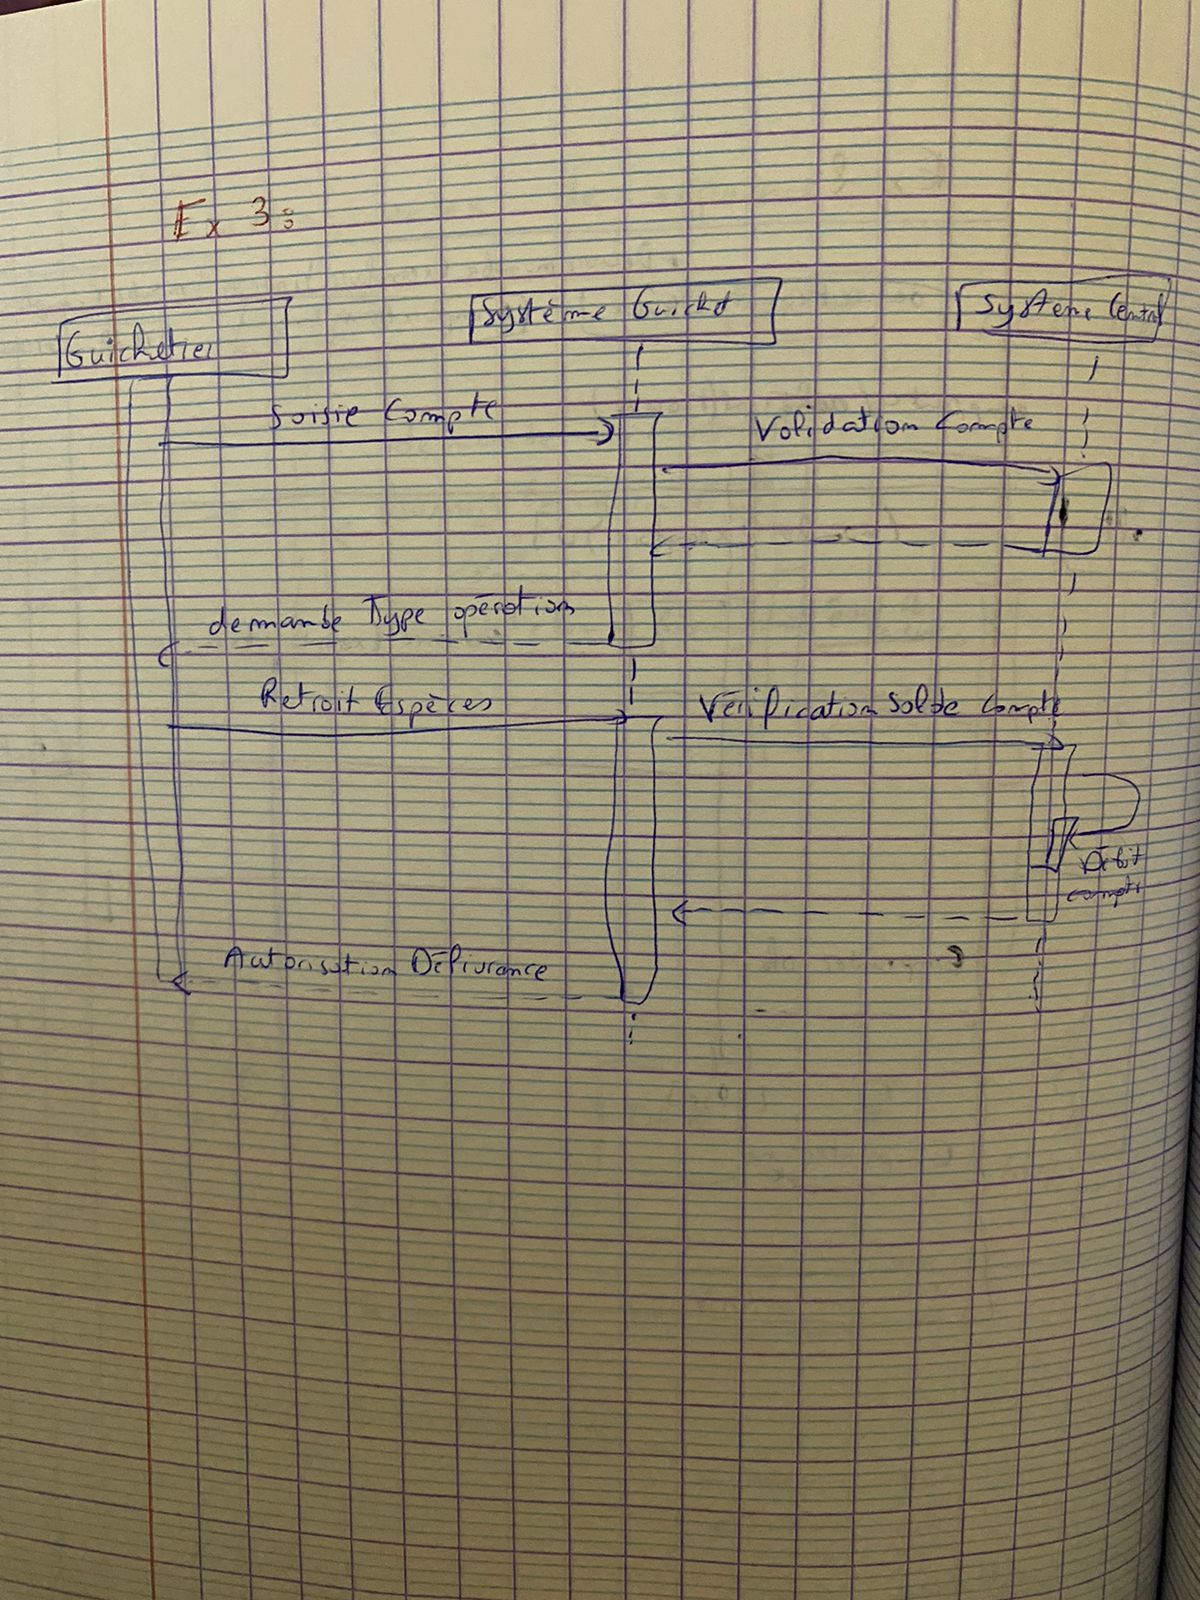 Ex 3:
Guichetier
Système Guichet
Système Central
Saisie Compte
Validation Compte
demande Type opération
Retrait Espèces
Vérification Solde Compte
Débit
compte
Autorisation Délivrance